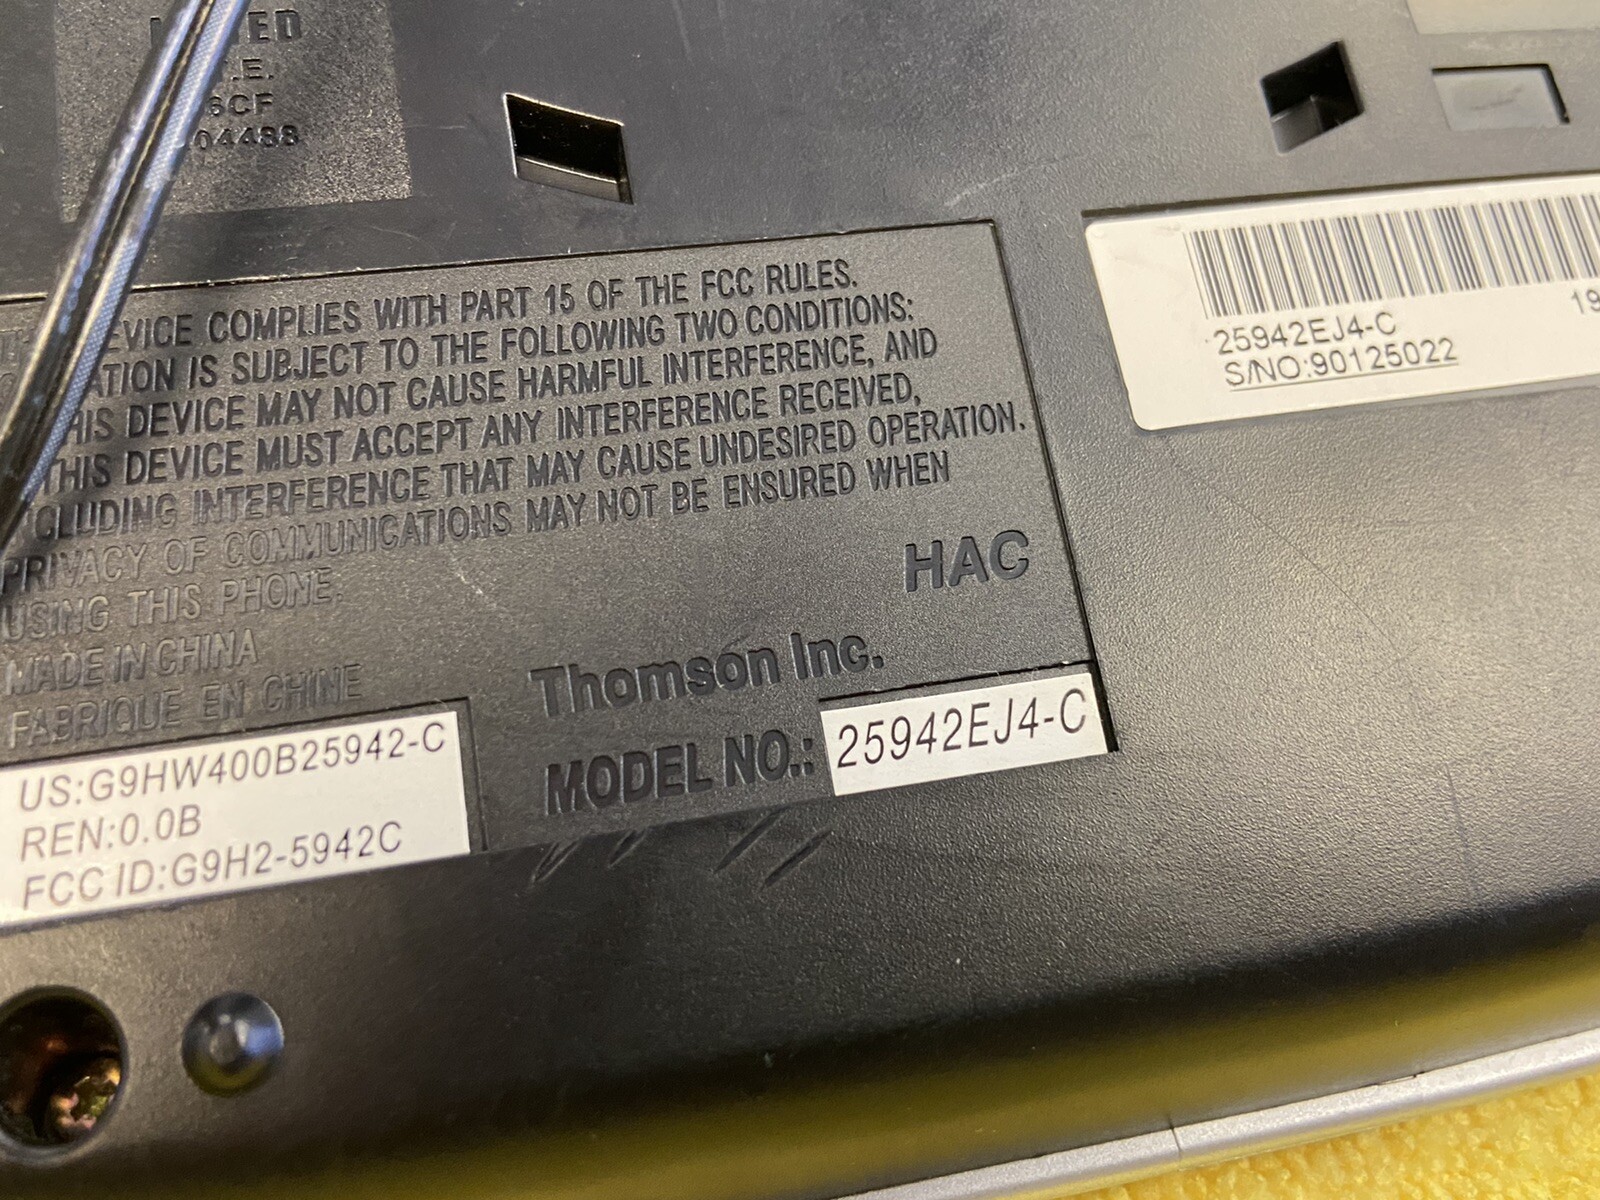 .E.
6CF
04488
DEVICE COMPLIES WITH PART 15 OF THE FCC RULES.
IS SUBJECT TO THE FOLLOWING TWO CONDITIONS:
THIS DEVICE MAY NOT CAUSE HARMFUL INTERFERENCE, AND
THIS DEVICE MUST ACCEPT ANY INTERFERENCE RECEIVED,
INCLUDING INTERFERENCE THAT MAY CAUSE UNDESIRED OPERATION.
PRIVACY OF COMMUNICATIONS MAY NOT BE ENSURED WHEN
USING THIS PHONE.
HAC
MADE IN CHINA
FABRIQUE EN CHINE
Thomson Inc.
MODEL NO.: 25942EJ4-C
US:G9HW400B25942-C
REN:0.0B
FCC ID:G9H2-5942C
25942EJ4-C 19
S/NO:90125022